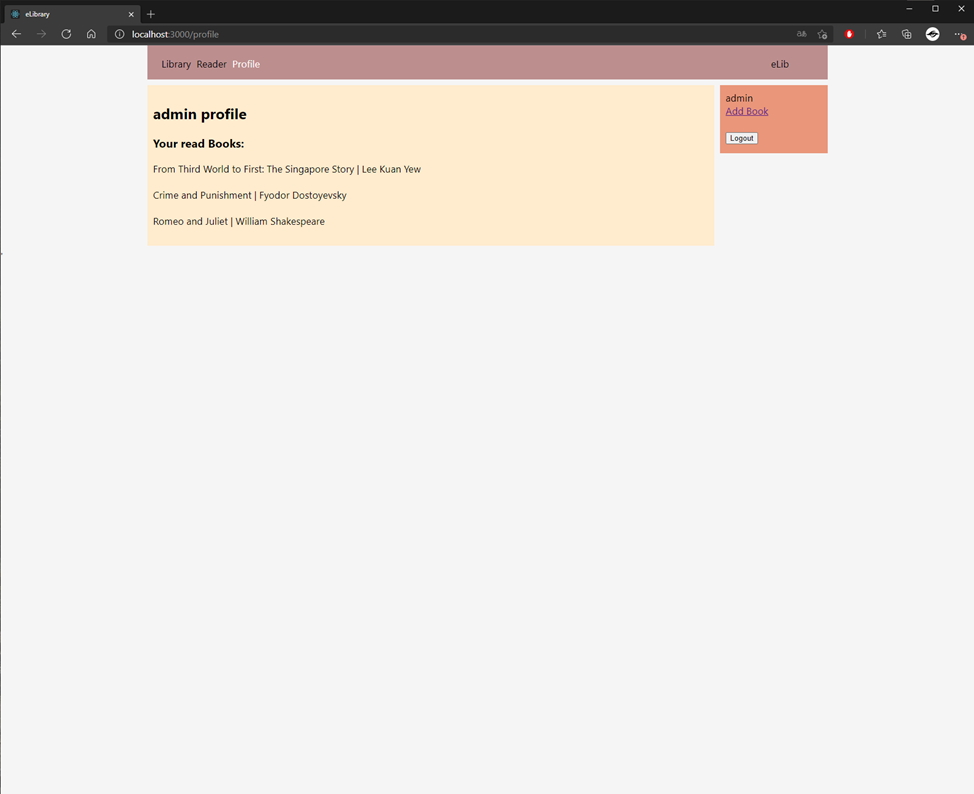 eLibrary
localhost:3000/profile
Library Reader Profile
eLib
admin profile
Your read Books:
From Third World to First: The Singapore Story | Lee Kuan Yew
Crime and Punishment | Fyodor Dostoyevsky
Romeo and Juliet | William Shakespeare
admin
Add Book
Logout